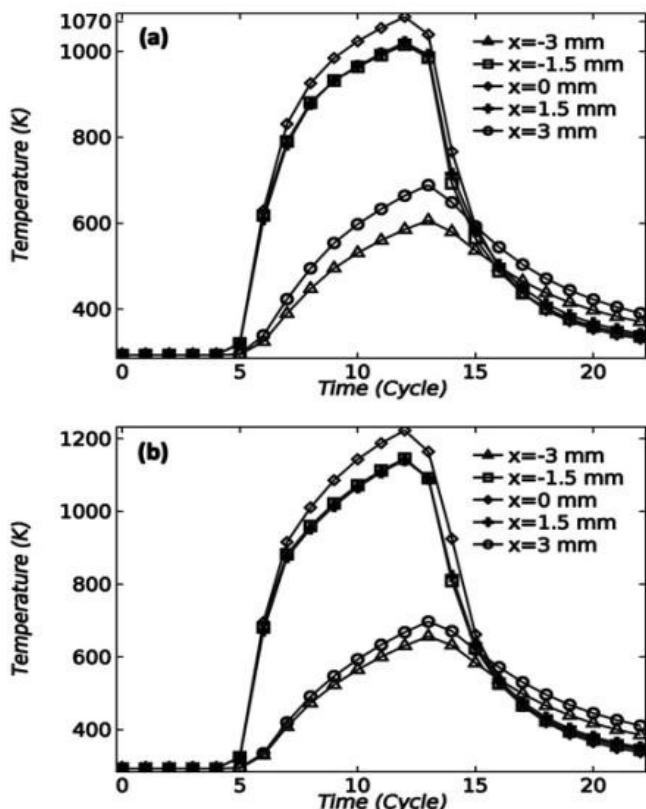 (a)
1070
1000
800
600
400
Temperature (K)
x=-3 mm
x=-1.5 mm
x=0 mm
x=1.5 mm
x=3 mm
0 5 10 15 20
Time (Cycle)
(b)
1200
1000
800
600
400
Temperature (K)
x=-3 mm
x=-1.5 mm
x=0 mm
x=1.5 mm
x=3 mm
0 5 10 15 20
Time (Cycle)